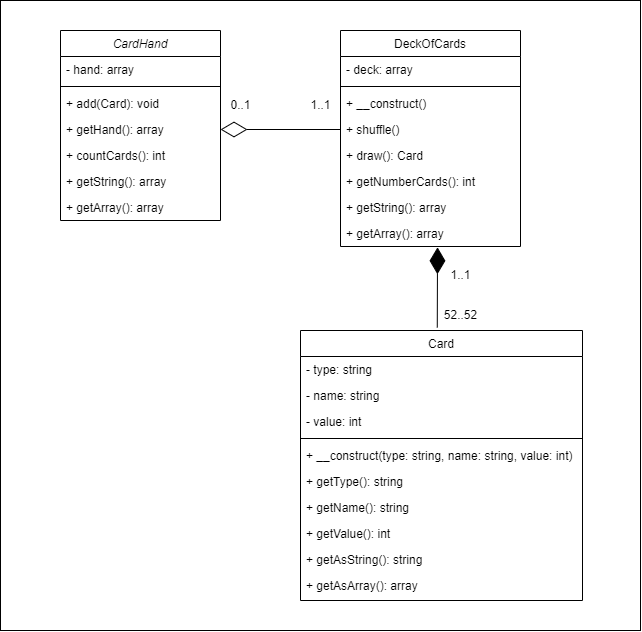 CardHand
- hand: array
+ add(Card): void
+ getHand(): array
+ countCards(): int
+ getString(): array
+ getArray(): array
0..1
1..1
DeckOfCards
- deck: array
+ __construct()
+ shuffle()
+ draw(): Card
+ getNumberCards(): int
+ getString(): array
+ getArray(): array
1..1
52..52
Card
- type: string
- name: string
- value: int
+ __construct(type: string, name: string, value: int)
+ getType(): string
+ getName(): string
+ getValue(): int
+ getAsString(): string
+ getAsArray(): array